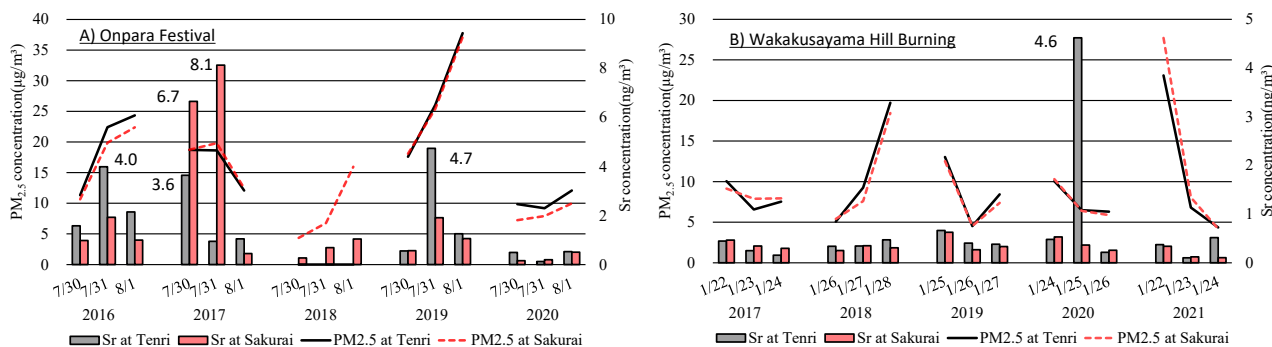 A) Onpara Festival
PM2.5 concentration(μg/m³)
40
35
30
25
20
15
10
5
0
4.0
3.6
6.7
8.1
4.7
10
8
6
4
2
0
Sr concentration(ng/m³)
7/30 7/31 8/1 7/30 7/31 8/1 7/30 7/31 8/1 7/30 7/31 8/1 7/30 7/31 8/1
2016 2017 2018 2019 2020
Sr at Tenri Sr at Sakurai PM2.5 at Tenri PM2.5 at Sakurai
B) Wakakusayama Hill Burning
PM2.5 concentration(μg/m³)
30
25
20
15
10
5
0
4.6
5
4
3
2
1
0
Sr concentration(ng/m³)
1/22 1/23 1/24 1/26 1/27 1/28 1/25 1/26 1/27 1/24 1/25 1/26 1/22 1/23 1/24
2017 2018 2019 2020 2021
Sr at Tenri Sr at Sakurai PM2.5 at Tenri PM2.5 at Sakurai